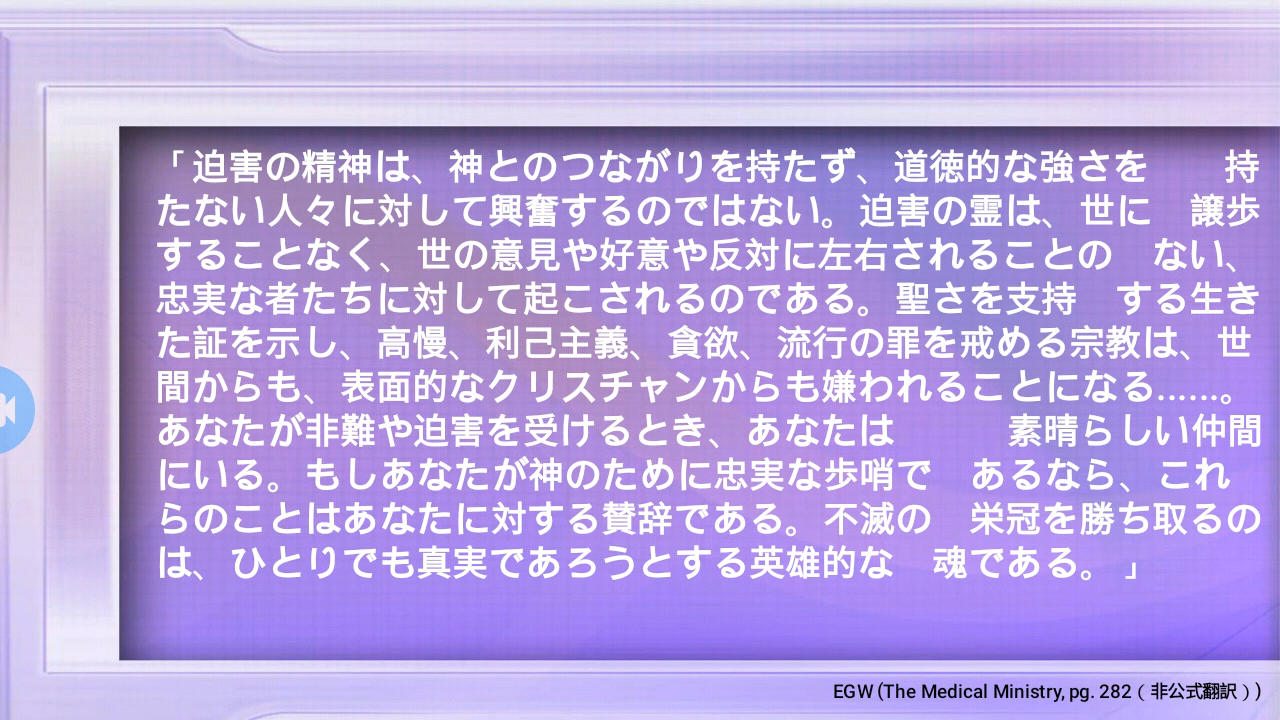 「迫害の精神は、神とのつながりを持たず、道徳的な強さを　　持
たない人々に対して興奮するのではない。迫害の霊は、世に　譲歩
することなく、世の意見や好意や反対に左右されることの　ない、
忠実な者たちに対して起こされるのである。聖さを支持　する生き
た証を示し、高慢、利己主義、貪欲、流行の罪を戒める宗教は、世
間からも、表面的なクリスチャンからも嫌われることになる……。
あなたが非難や迫害を受けるとき、あなたは　　　素晴らしい仲間
にいる。もしあなたが神のために忠実な歩哨で　あるなら、これ
らのことはあなたに対する賛辞である。不滅の　栄冠を勝ち取るの
は、ひとりでも真実であろうとする英雄的な　魂である。」
EGW (The Medical Ministry, pg. 282（非公式翻訳）)